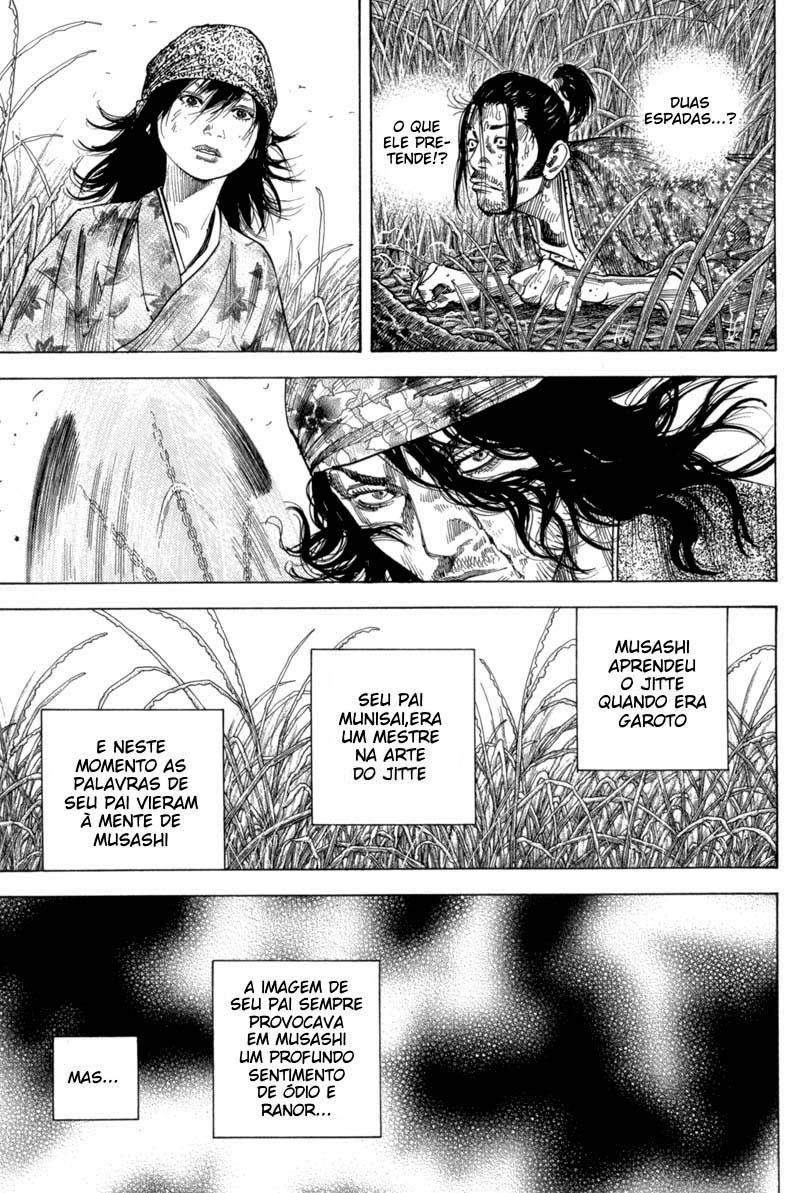 DUAS
ESPADAS...?
O QUE
ELE PRE-
TENDE!?
MUSASHI
APRENDEU
O JITTE
QUANDO ERA
GAROTO
SEU PAI
MUNISAI,ERA
UM MESTRE
NA ARTE
DO JITTE
E NESTE
MOMENTO AS
PALAVRAS DE
SEU PAI VIERAM
À MENTE DE
MUSASHI
A IMAGEM DE
SEU PAI SEMPRE
PROVOCAVA
EM MUSASHI
UM PROFUNDO
SENTIMENTO
DE ÓDIO E
RANOR...
MAS...